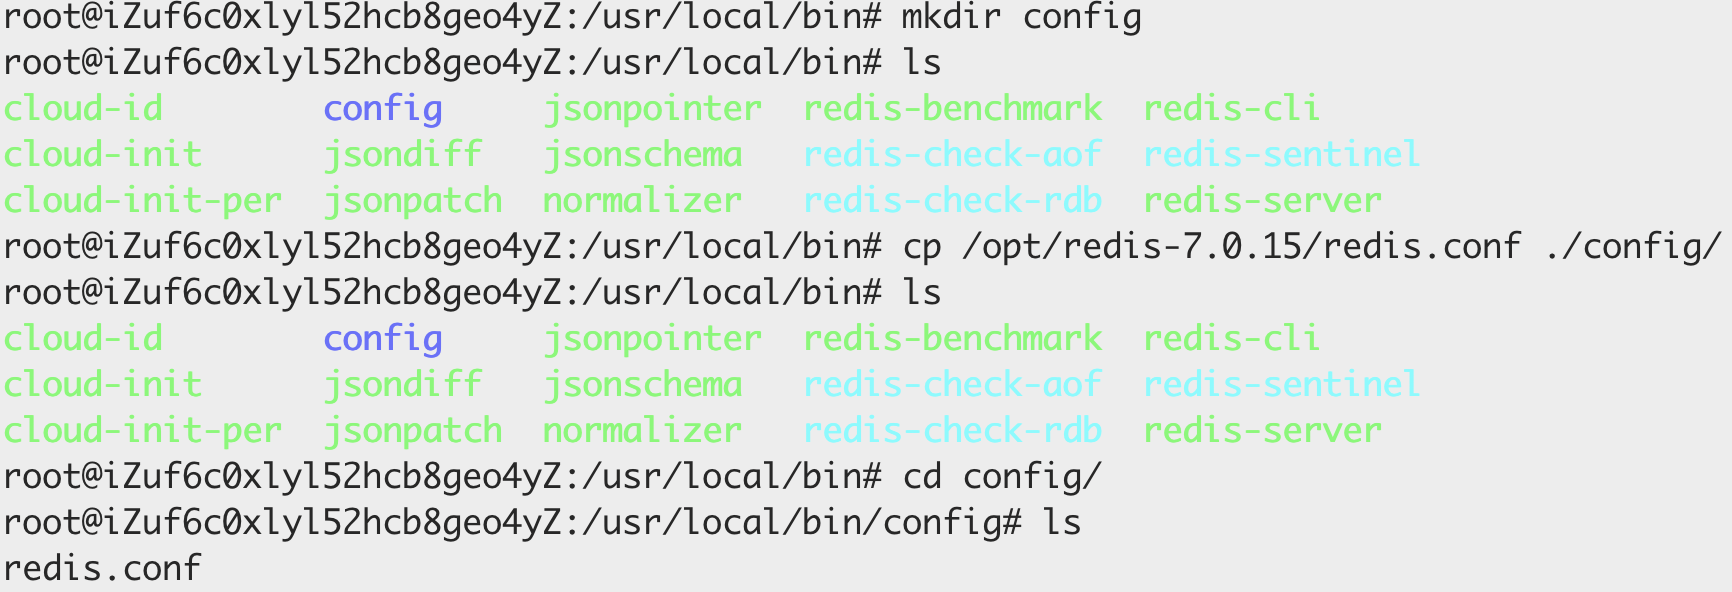 root@iZuf6c0xlyl52hcb8geo4yZ:/usr/local/bin# mkdir config
root@iZuf6c0xlyl52hcb8geo4yZ:/usr/local/bin# ls
cloud-id        config     jsonpointer  redis-benchmark  redis-cli
cloud-init      jsondiff   jsonschema   redis-check-aof  redis-sentinel
cloud-init-per  jsonpatch  normalizer   redis-check-rdb  redis-server
root@iZuf6c0xlyl52hcb8geo4yZ:/usr/local/bin# cp /opt/redis-7.0.15/redis.conf ./config/
root@iZuf6c0xlyl52hcb8geo4yZ:/usr/local/bin# ls
cloud-id        config     jsonpointer  redis-benchmark  redis-cli
cloud-init      jsondiff   jsonschema   redis-check-aof  redis-sentinel
cloud-init-per  jsonpatch  normalizer   redis-check-rdb  redis-server
root@iZuf6c0xlyl52hcb8geo4yZ:/usr/local/bin# cd config/
root@iZuf6c0xlyl52hcb8geo4yZ:/usr/local/bin/config# ls
redis.conf